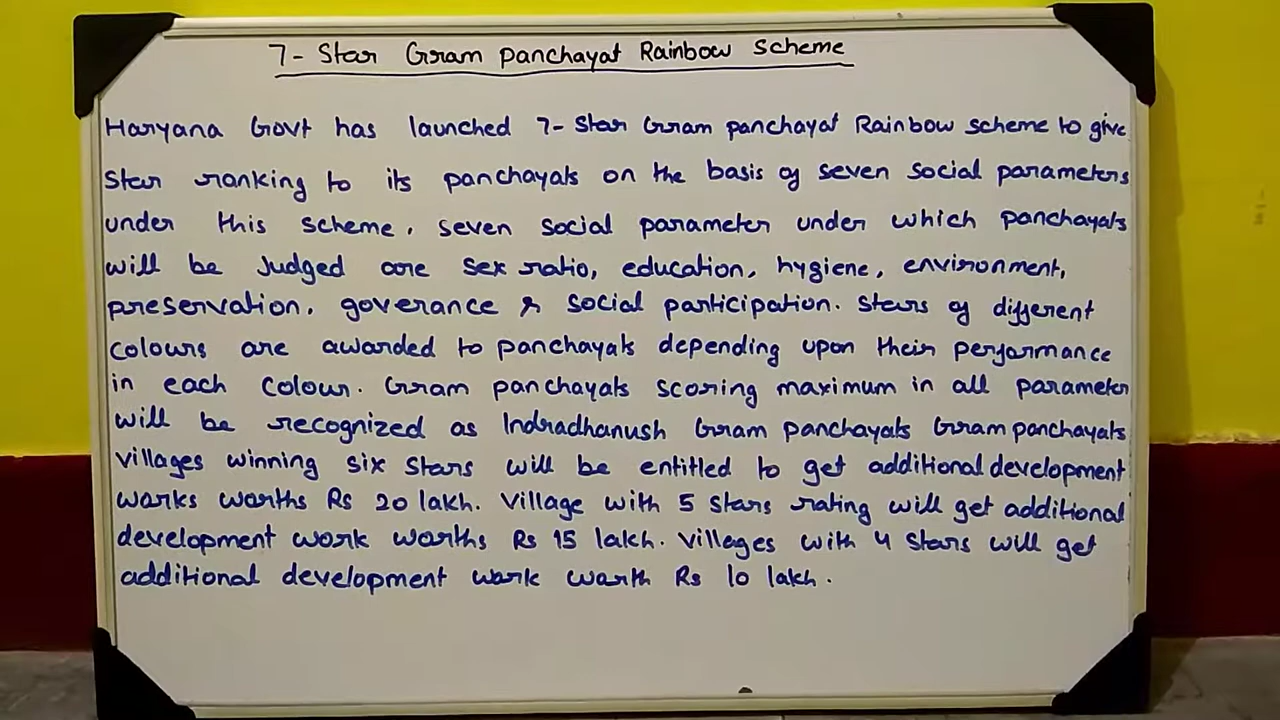 7- Star Gram panchayat Rainbow Scheme
Haryana Govt has launched 7- Star Gram panchayat Rainbow scheme to give
Star ranking to its panchayats on the basis of seven social parameters
under this scheme. seven social parameter under which panchayats
will be Judged are sex ratio, education, hygiene, environment,
preservation, goverance & social participation. Stars of different
colours are awarded to panchayats depending upon their performance
in each colour. Gram panchayats scoring maximum in all parameter
will be recognized as Indradhanush Gram panchayats Gram panchayats
villages winning six stars will be entitled to get additional development
works worths Rs 20 lakh. Village with 5 stars rating will get additional
development work worths Rs 15 lakh. Villages with 4 stars will get
additional development work worth Rs 10 lakh.